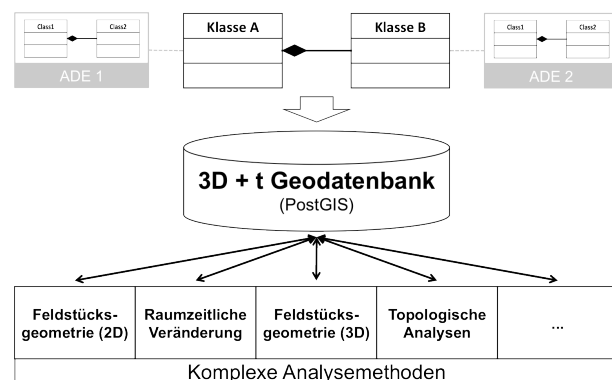 Class1 Class2
ADE 1
Klasse A Klasse B
Class1 Class2
ADE 2
3D + t Geodatenbank
(PostGIS)
Feldstücks-
geometrie (2D)
Raumzeitliche
Veränderung
Feldstücks-
geometrie (3D)
Topologische
Analysen
...
Komplexe Analysemethoden